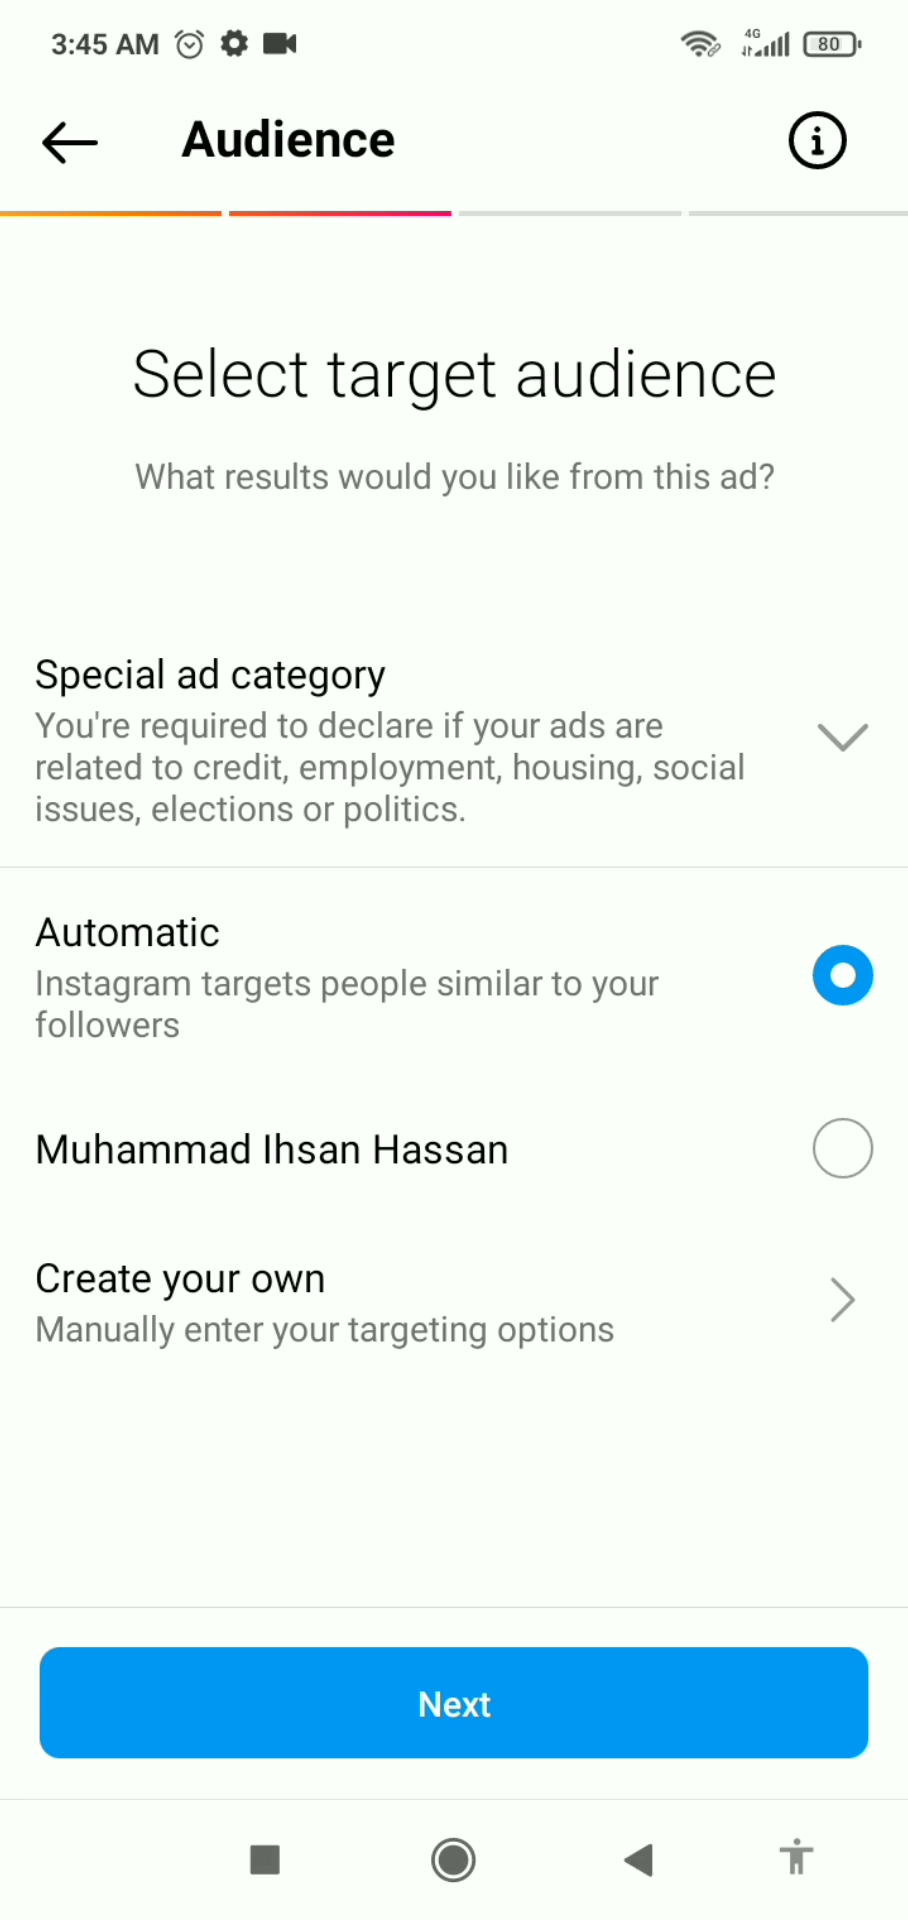 3:45 AM
4G
80
Audience
Select target audience
What results would you like from this ad?
Special ad category
You're required to declare if your ads are
related to credit, employment, housing, social
issues, elections or politics.
Automatic
Instagram targets people similar to your
followers
Muhammad Ihsan Hassan
Create your own
Manually enter your targeting options
Next